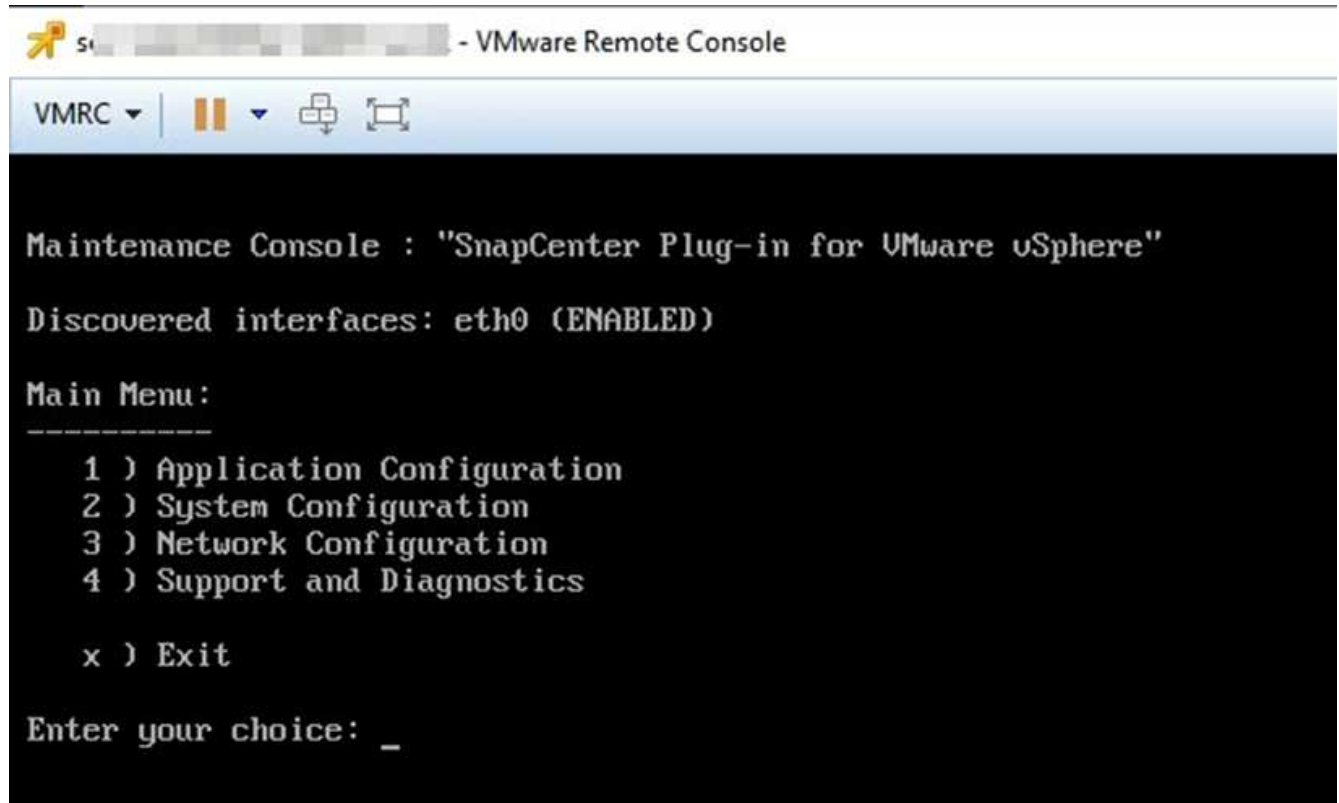 - VMware Remote Console
VMRC
Maintenance Console : "SnapCenter Plug-in for VMware vSphere"
Discovered interfaces: eth0 (ENABLED)
Main Menu:
----------
1 ) Application Configuration
2 ) System Configuration
3 ) Network Configuration
4 ) Support and Diagnostics
x ) Exit
Enter your choice: _